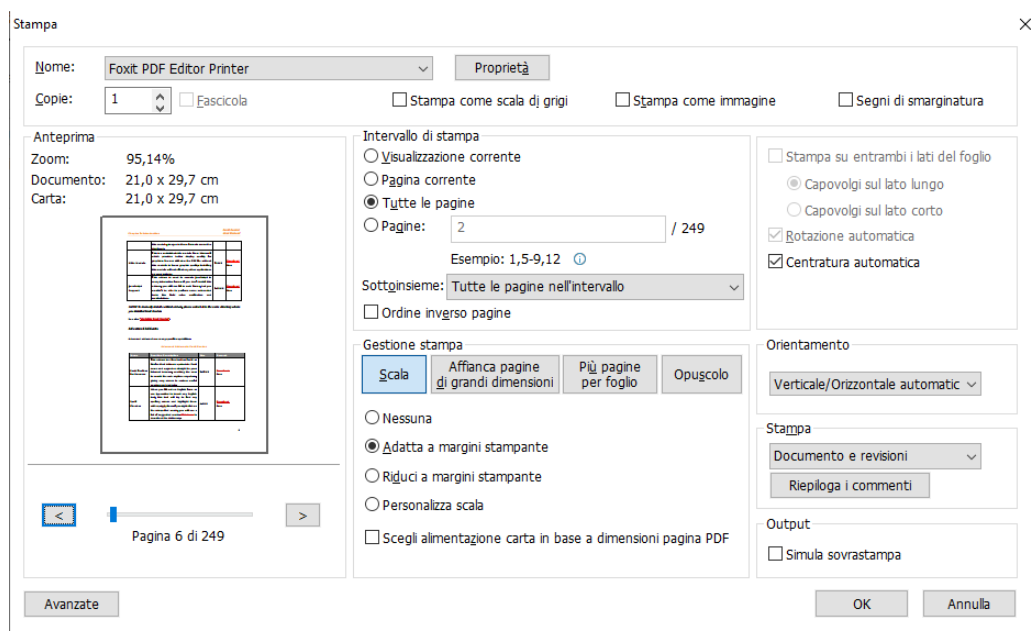 Stampa
Nome: Foxit PDF Editor Printer Proprietà
Copie: 1 Fascicola Stampa come scala di grigi Stampa come immagine Segni di smarginatura
Anteprima
Zoom: 95,14%
Documento: 21,0 x 29,7 cm
Carta: 21,0 x 29,7 cm
< >
Pagina 6 di 249
Intervallo di stampa
Visualizzazione corrente
Pagina corrente
Tutte le pagine
Pagine: 2 / 249
Esempio: 1,5-9,12
Sottoinsieme: Tutte le pagine nell'intervallo
Ordine inverso pagine
Gestione stampa
Scala
Affianca pagine
di grandi dimensioni
Più pagine
per foglio
Opuscolo
Nessuna
Adatta a margini stampante
Riduci a margini stampante
Personalizza scala
Scegli alimentazione carta in base a dimensioni pagina PDF
Stampa su entrambi i lati del foglio
Capovolgi sul lato lungo
Capovolgi sul lato corto
Rotazione automatica
Centratura automatica
Orientamento
Verticale/Orizzontale automatic
Stampa
Documento e revisioni
Riepiloga i commenti
Output
Simula sovrastampa
Avanzate OK Annulla